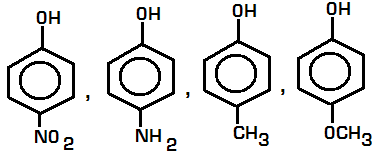 OH OH OH OH
, , ,
NO2 NH2 CH3 OCH3